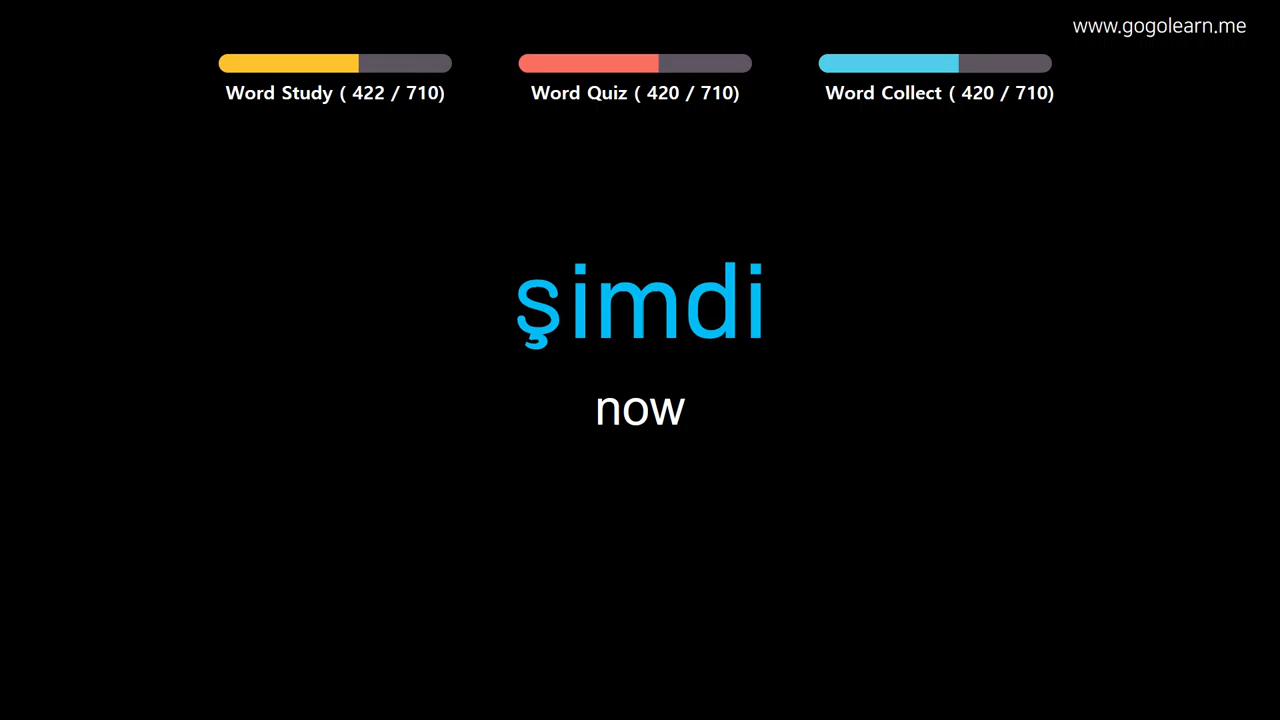 www.gogolearn.me
Word Study ( 422 / 710)
Word Quiz ( 420 / 710)
Word Collect ( 420 / 710)
şimdi
now